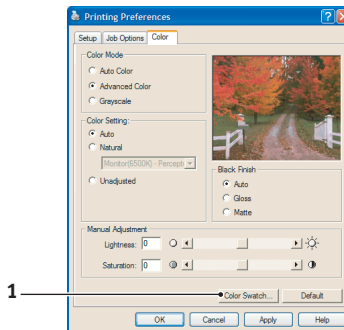 Printing Preferences
Setup Job Options Color
Color Mode
Auto Color
Advanced Color
Grayscale
Color Setting:
Auto
Natural
Monitor(6500K) - Percepti
Unadjusted
Black Finish
Auto
Gloss
Matte
Manual Adjustment
Lightness: 0
Saturation: 0
1
Color Swatch... Default
OK Cancel Apply Help